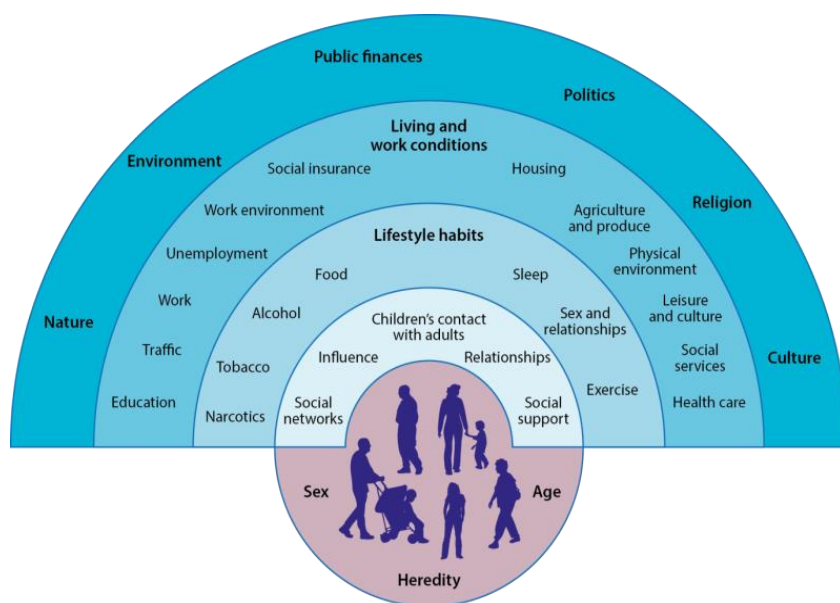 Public finances
Politics
Environment
Religion
Nature
Culture
Living and
work conditions
Social insurance
Housing
Work environment
Agriculture
and produce
Unemployment
Physical
environment
Work
Leisure
and culture
Traffic
Social
services
Education
Health care
Lifestyle habits
Food
Sleep
Alcohol
Sex and
relationships
Tobacco
Exercise
Narcotics
Children's contact
with adults
Influence
Relationships
Social
networks
Social
support
Sex
Age
Heredity